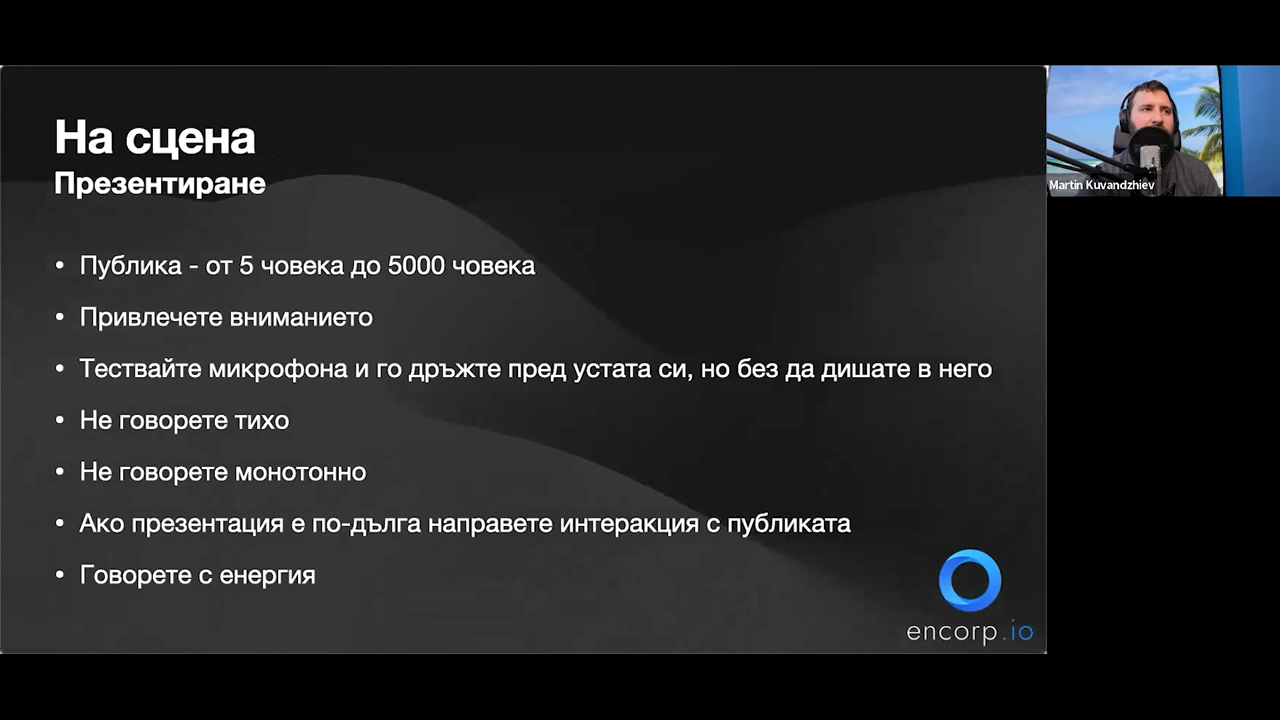 На сцена
Презентиране
• Публика - от 5 човека до 5000 човека
• Привлечете вниманието
• Тествайте микрофона и го дръжте пред устата си, но без да дишате в него
• Не говорете тихо
• Не говорете монотонно
• Ако презентация е по-дълга направете интеракция с публиката
• Говорете с енергия
encorp.io
Martin Kuvandzhiev